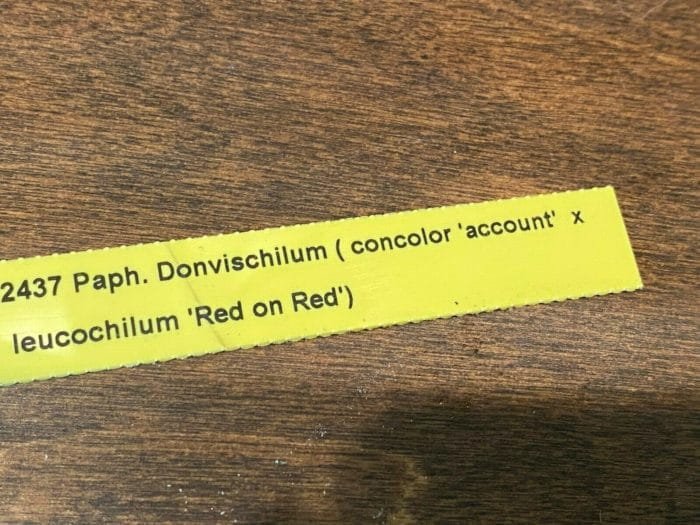 2437 Paph. Donvischilum ( concolor 'account' x
leucochilum 'Red on Red')